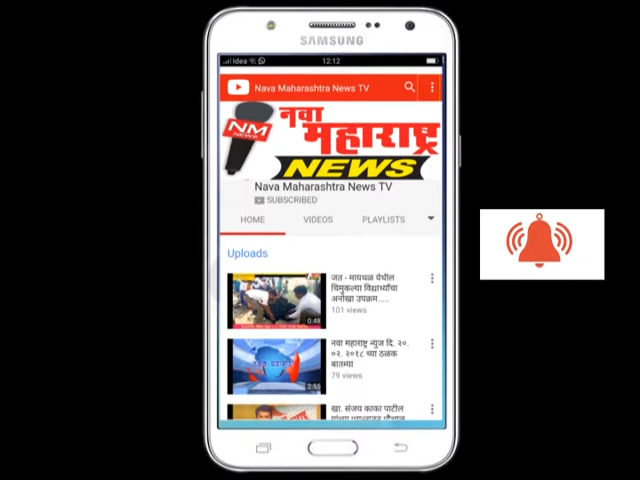 SAMSUNG
Idea
12:12
Nava Maharashtra News TV
नवा
महाराष्ट्र
NM
NEWS
NEWS
Nava Maharashtra News TV
SUBSCRIBED
HOME VIDEOS PLAYLISTS
Uploads
जत - मायथळ येथील
चिमुकल्या विद्यार्थ्यांचा
अनोखा उपक्रम.....
101 views
0:48
नवा महाराष्ट्र न्युज दि. २०.
०२. २०१८ च्या ठळक
बातम्या
79 views
2:55
खा. संजय काका पाटील